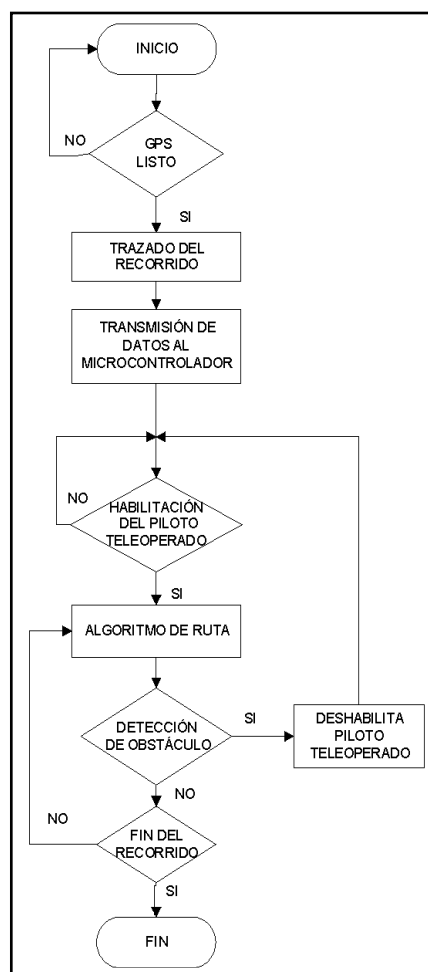 INICIO
NO
GPS
LISTO
SI
TRAZADO DEL
RECORRIDO
TRANSMISIÓN DE
DATOS AL
MICROCONTROLADOR
NO
HABILITACIÓN
DEL PILOTO
TELEOPERADO
SI
ALGORITMO DE RUTA
DETECCIÓN
DE OBSTÁCULO
SI
DESHABILITA
PILOTO
TELEOPERADO
NO
NO
FIN DEL
RECORRIDO
SI
FIN